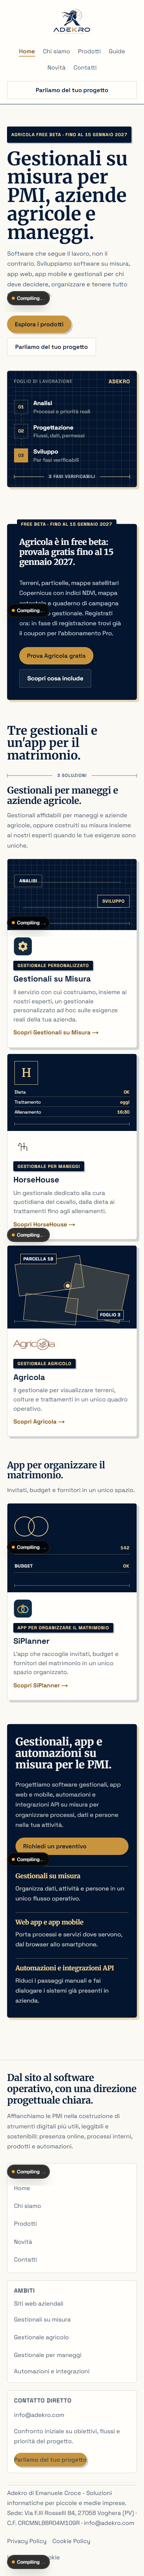 ADEKRO
Home Chi siamo Prodotti Guide
Novità Contatti
Parliamo del tuo progetto
AGRICOLA FREE BETA · FINO AL 15 GENNAIO 2027
Gestionali su
misura per
PMI, aziende
agricole e
maneggi.
Software che segue il lavoro, non il
contrario. Sviluppiamo software su misura,
app web, app mobile e gestionali per chi
deve decidere, organizzare e tenere tutto
Compiling
Esplora i prodotti
Parliamo del tuo progetto
FOGLIO DI LAVORAZIONE ADEKRO
01 Analisi
Processi e priorità reali
02 Progettazione
Flussi, dati, permessi
03 Sviluppo
Per fasi verificabili
3 FASI VERIFICABILI
FREE BETA · FINO AL 15 GENNAIO 2027
Agricola è in free beta:
provala gratis fino al 15
gennaio 2027.
Terreni, particelle, mappe satellitari
Copernicus con indici NDVI, mappa
Compiling
e quaderno di campagna
gestionale. Registrati
ora: in fase di registrazione trovi già
il coupon per l'abbonamento Pro.
Prova Agricola gratis
Scopri cosa include
Tre gestionali e
un'app per il
matrimonio.
3 SOLUZIONI
Gestionali per maneggi e
aziende agricole.
Gestionali affidabili per maneggi e aziende
agricole, oppure costruiti su misura insieme
ai nostri esperti quando le tue esigenze sono
uniche.
ANALISI
SVILUPPO
Compiling
GESTIONALE PERSONALIZZATO
Gestionali su Misura
Il servizio con cui costruiamo, insieme ai
nostri esperti, un gestionale
personalizzato ad hoc sulle esigenze
reali della tua azienda.
Scopri Gestionali su Misura →
H
Dieta OK
Trattamento oggi
Allenamento 16:30
GESTIONALE PER MANEGGI
HorseHouse
Un gestionale dedicato alla cura
quotidiana del cavallo, dalla dieta ai
trattamenti fino agli allenamenti.
Scopri HorseHouse →
Compiling
PARCELLA 12
FOGLIO 3
Agricola
GESTIONALE AGRICOLO
Agricola
Il gestionale per visualizzare terreni,
colture e trattamenti in un unico quadro
operativo.
Scopri Agricola →
App per organizzare il
matrimonio.
Invitati, budget e fornitori in un unico spazio.
Compiling
142
BUDGET OK
APP PER ORGANIZZARE IL MATRIMONIO
SiPlanner
L'app che raccoglie invitati, budget e
fornitori del matrimonio in un unico
spazio organizzato.
Scopri SiPlanner →
Gestionali, app e
automazioni su
misura per le PMI.
Progettiamo software gestionali, app
web e mobile, automazioni e
integrazioni API su misura per
organizzare processi, dati e persone
nella tua attività.
Richiedi un preventivo
Compiling
Gestionali su misura
Organizza dati, attività e persone in un
unico flusso operativo.
Web app e app mobile
Porta processi e servizi dove servono,
dal browser allo smartphone.
Automazioni e integrazioni API
Riduci i passaggi manuali e fai
dialogare i sistemi già presenti in
azienda.
Dal sito al software
operativo, con una direzione
progettuale chiara.
Affianchiamo le PMI nella costruzione di
strumenti digitali più utili, leggibili e
sostenibili: presenza online, processi interni,
prodotti e automazioni.
Compiling
Home
Chi siamo
Prodotti
Novità
Contatti
AMBITI
Siti web aziendali
Gestionali su misura
Gestionale agricolo
Gestionale per maneggi
Automazioni e integrazioni
CONTATTO DIRETTO
info@adekro.com
Confronto iniziale su obiettivi, flussi e
priorità del progetto.
Parliamo del tuo progetto
Adekro di Emanuele Croce - Soluzioni
informatiche per piccole e medie imprese.
Sede: Via F.lli Rosselli 84, 27058 Voghera (PV) ·
C.F. CRCMNL88R04M109R · info@adekro.com
Privacy Policy Cookie Policy
Compiling